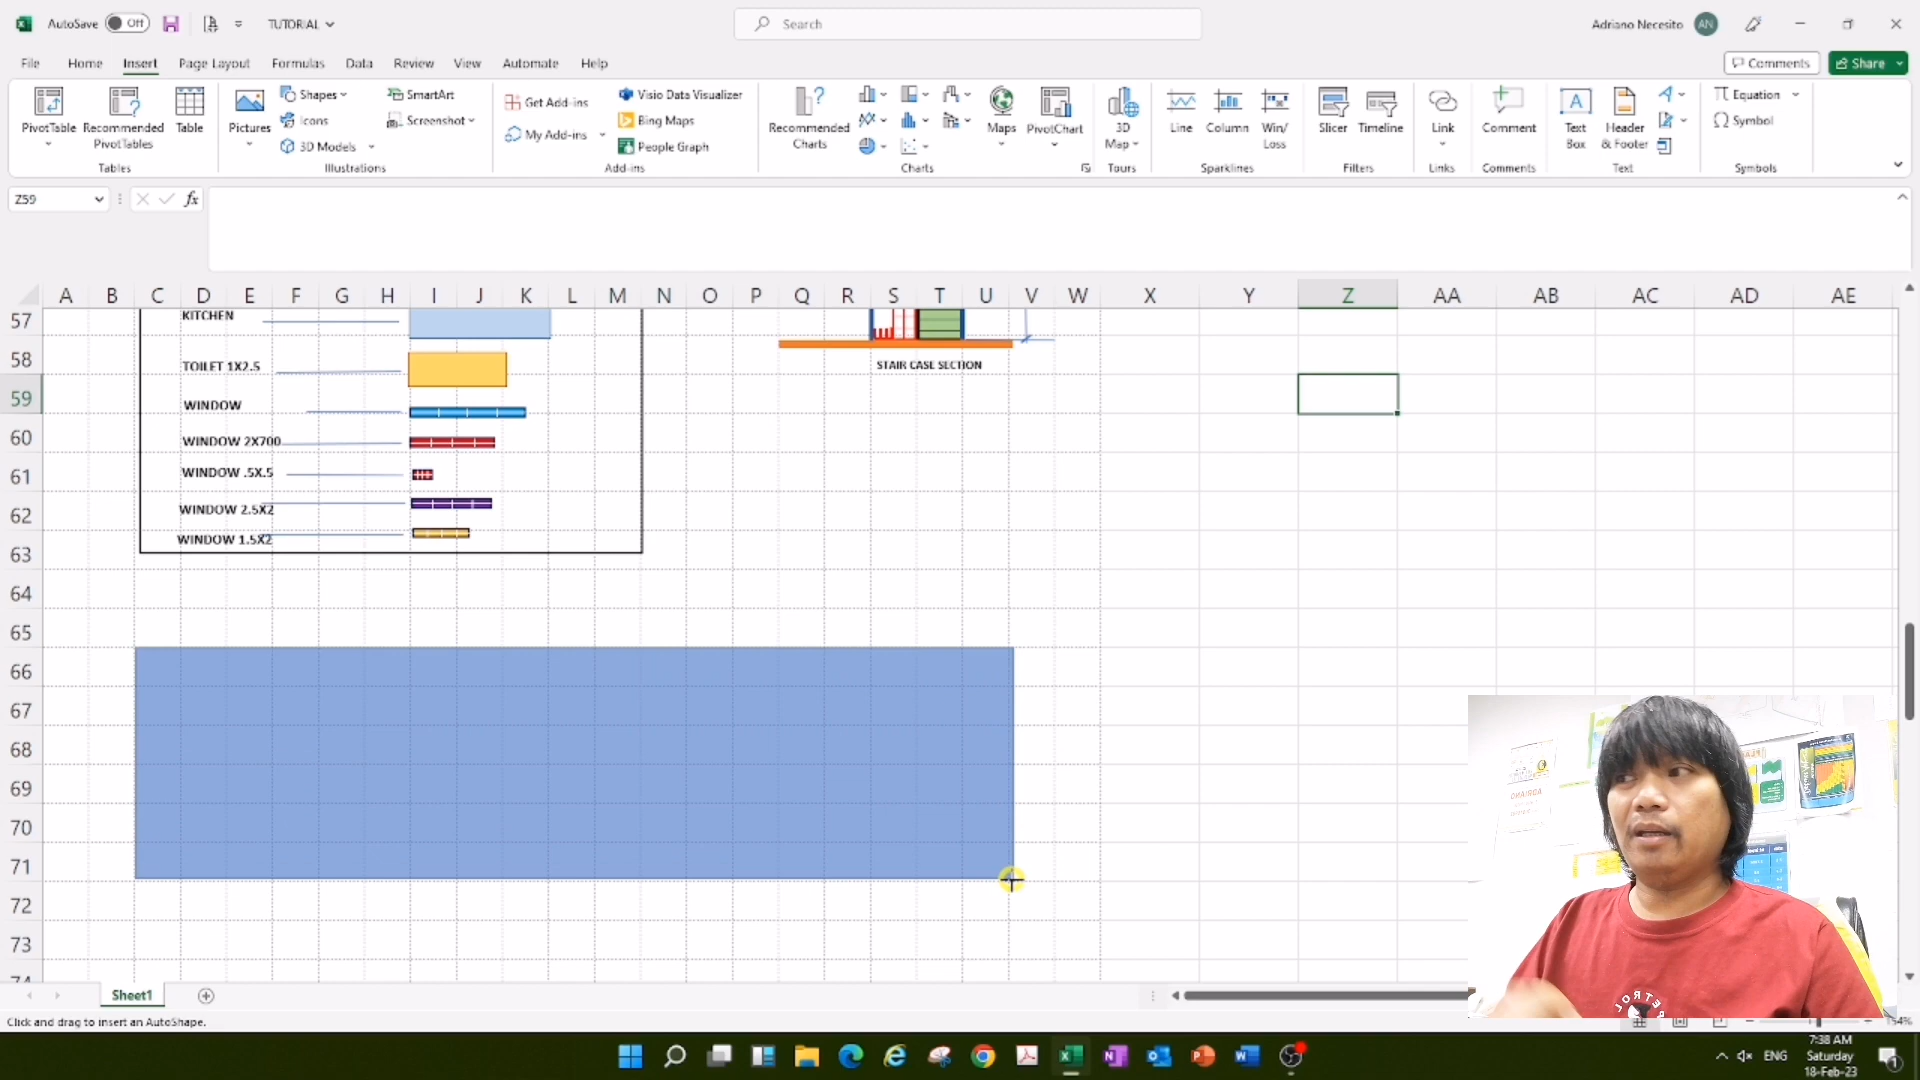 AutoSave Off TUTORIAL Search Adriano Necesito AN
File Home Insert Page Layout Formulas Data Review View Automate Help Comments Share
PivotTable Recommended PivotTables Table
Tables
Pictures Shapes Icons 3D Models SmartArt Screenshot
Illustrations
Get Add-ins My Add-ins Visio Data Visualizer Bing Maps People Graph
Add-ins
Recommended Charts Maps PivotChart
Charts
3D Map
Tours
Line Column Win/Loss
Sparklines
Slicer Timeline
Filters
Link
Links
Comment
Comments
Text Box Header & Footer
Text
Equation Symbol
Symbols
Z59 fx
A B C D E F G H I J K L M N O P Q R S T U V W X Y Z AA AB AC AD AE
57 KITCHEN
58 TOILET 1X2.5 STAIR CASE SECTION
59 WINDOW
60 WINDOW 2X700
61 WINDOW .5X.5
62 WINDOW 2.5X2
63 WINDOW 1.5X2
64
65
66
67
68
69
70
71
72
73
74
Sheet1
Click and drag to insert an AutoShape. 154%
ENG 7:38 AM
Saturday
18-Feb-23
1